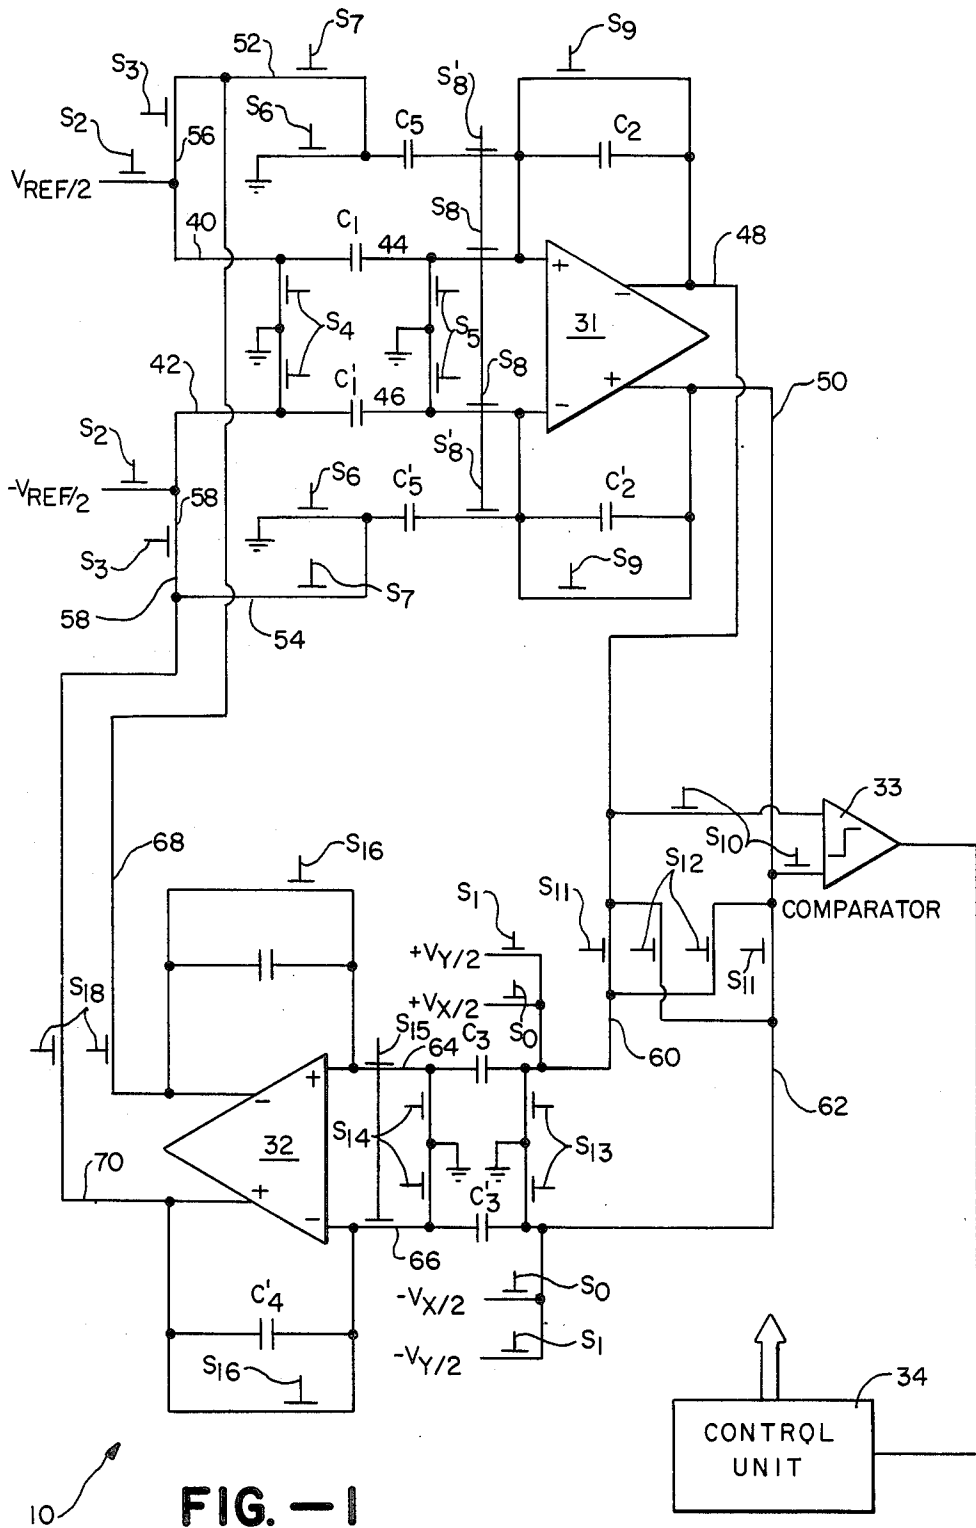 S7
S9
52
S3
S'8
S6
C5
C2
S2
56
VREF/2
S8
40
C1
44
48
+
−
S4
S5
31
S8
+
42
C'1
46
−
50
S2
S'8
S6
C'5
C'2
-VREF/2
58
S3
S9
S7
58
54
33
S10
68
S16
S12
S1
S11
COMPARATOR
+VY/2
S11
S18
+VX/2
S0
S15
C3
64
60
+
−
62
S14
32
S13
70
+
C'3
−
66
S0
-VX/2
C'4
S1
-VY/2
S16
34
CONTROL
UNIT
10
FIG. — 1